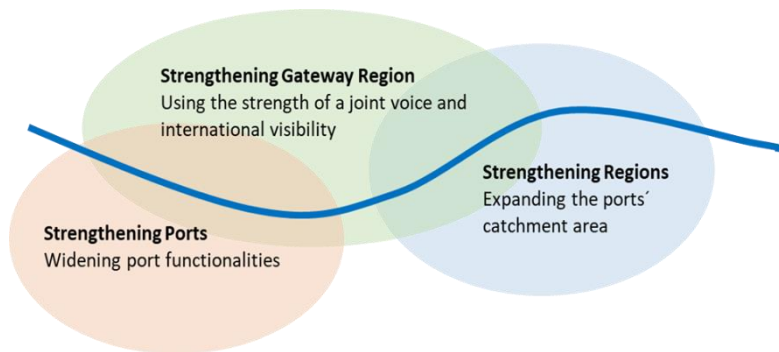 Strengthening Gateway Region
Using the strength of a joint voice and
international visibility
Strengthening Regions
Expanding the ports´
catchment area
Strengthening Ports
Widening port functionalities